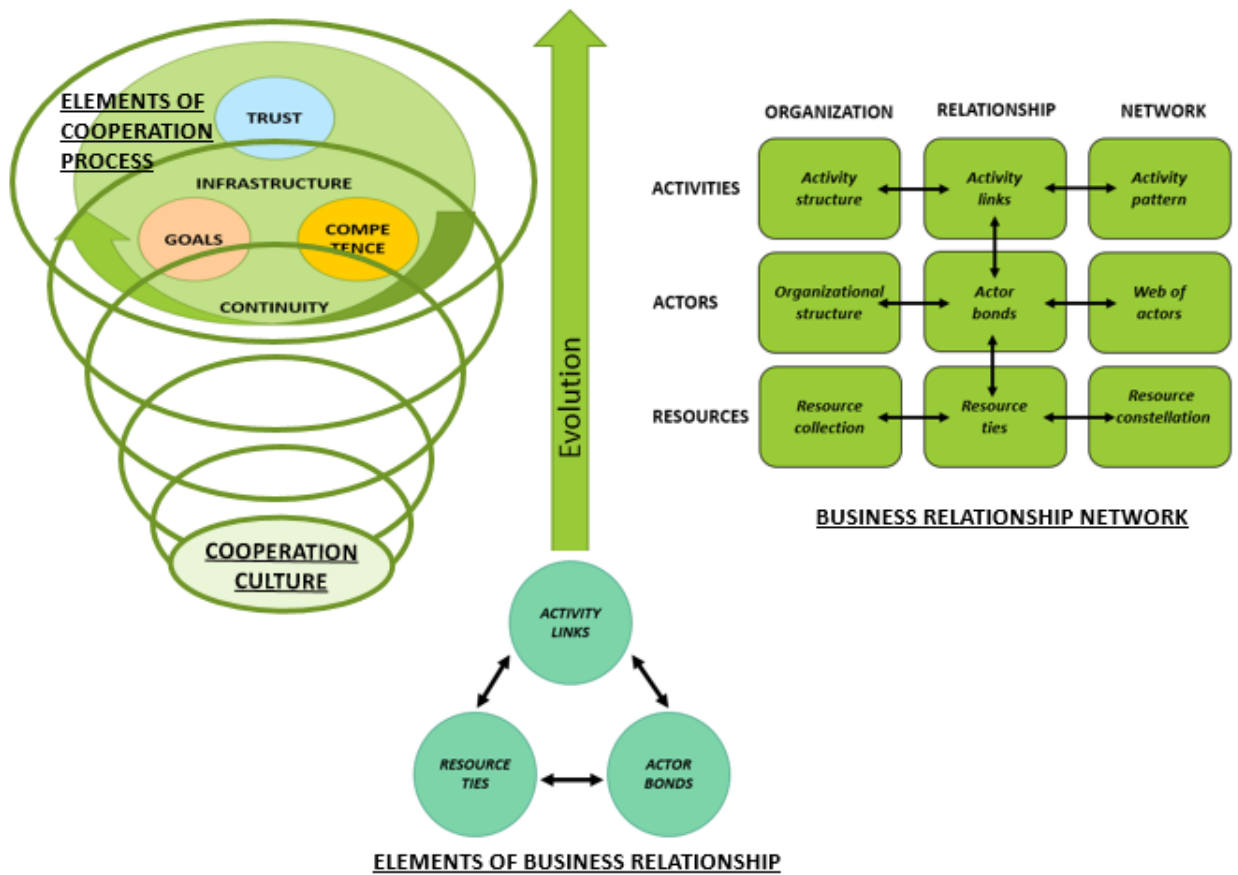 ELEMENTS OF
COOPERATION
PROCESS
TRUST
INFRASTRUCTURE
GOALS
COMPE
TENCE
CONTINUITY
COOPERATION
CULTURE
Evolution
ORGANIZATION
RELATIONSHIP
NETWORK
ACTIVITIES
Activity
structure
Activity
links
Activity
pattern
ACTORS
Organizational
structure
Actor
bonds
Web of
actors
RESOURCES
Resource
collection
Resource
ties
Resource
constellation
BUSINESS RELATIONSHIP NETWORK
ACTIVITY
LINKS
RESOURCE
TIES
ACTOR
BONDS
ELEMENTS OF BUSINESS RELATIONSHIP